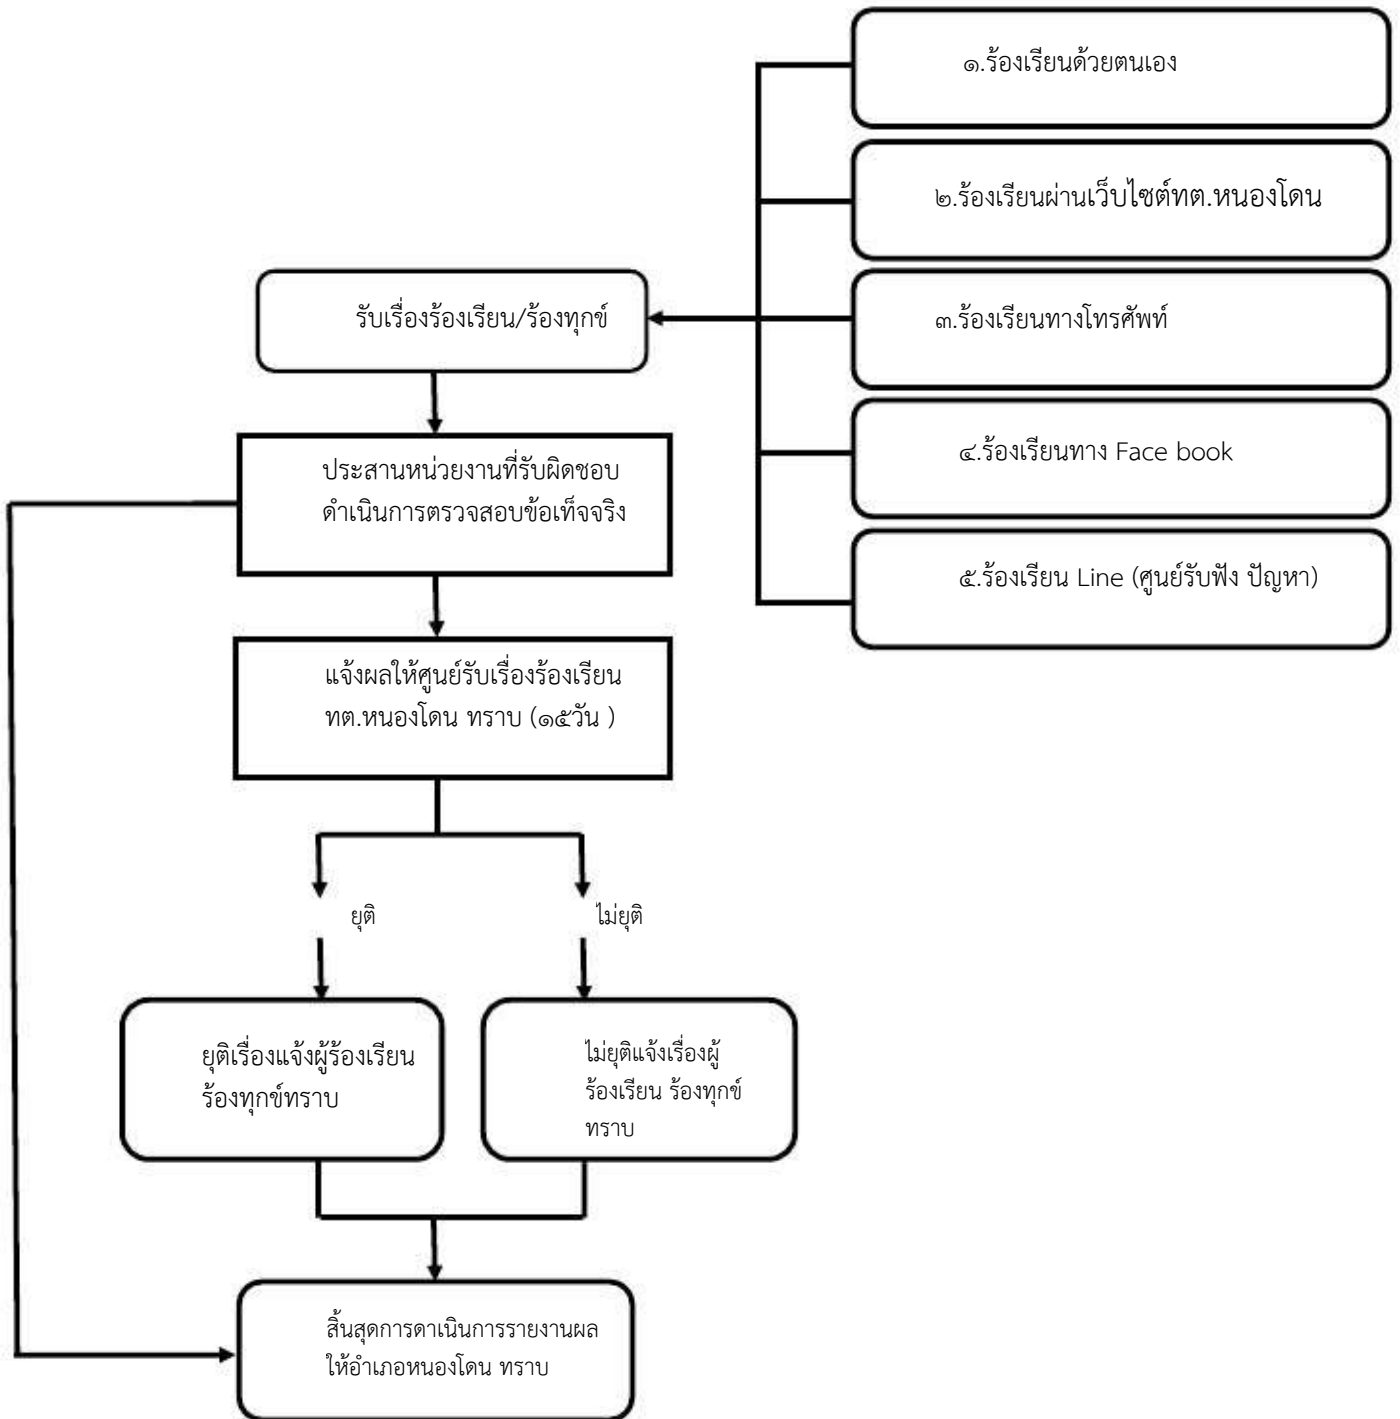 ๑.ร้องเรียนด้วยตนเอง
๒.ร้องเรียนผ่านเว็บไซต์ทต.หนองโดน
๓.ร้องเรียนทางโทรศัพท์
๔.ร้องเรียนทาง Face book
๕.ร้องเรียน Line (ศูนย์รับฟัง ปัญหา)
รับเรื่องร้องเรียน/ร้องทุกข์
ประสานหน่วยงานที่รับผิดชอบ
ดำเนินการตรวจสอบข้อเท็จจริง
แจ้งผลให้ศูนย์รับเรื่องร้องเรียน
ทต.หนองโดน ทราบ (๑๕วัน )
ยุติ
ไม่ยุติ
ยุติเรื่องแจ้งผู้ร้องเรียน
ร้องทุกข์ทราบ
ไม่ยุติแจ้งเรื่องผู้
ร้องเรียน ร้องทุกข์
ทราบ
สิ้นสุดการดาเนินการรายงานผล
ให้อำเภอหนองโดน ทราบ